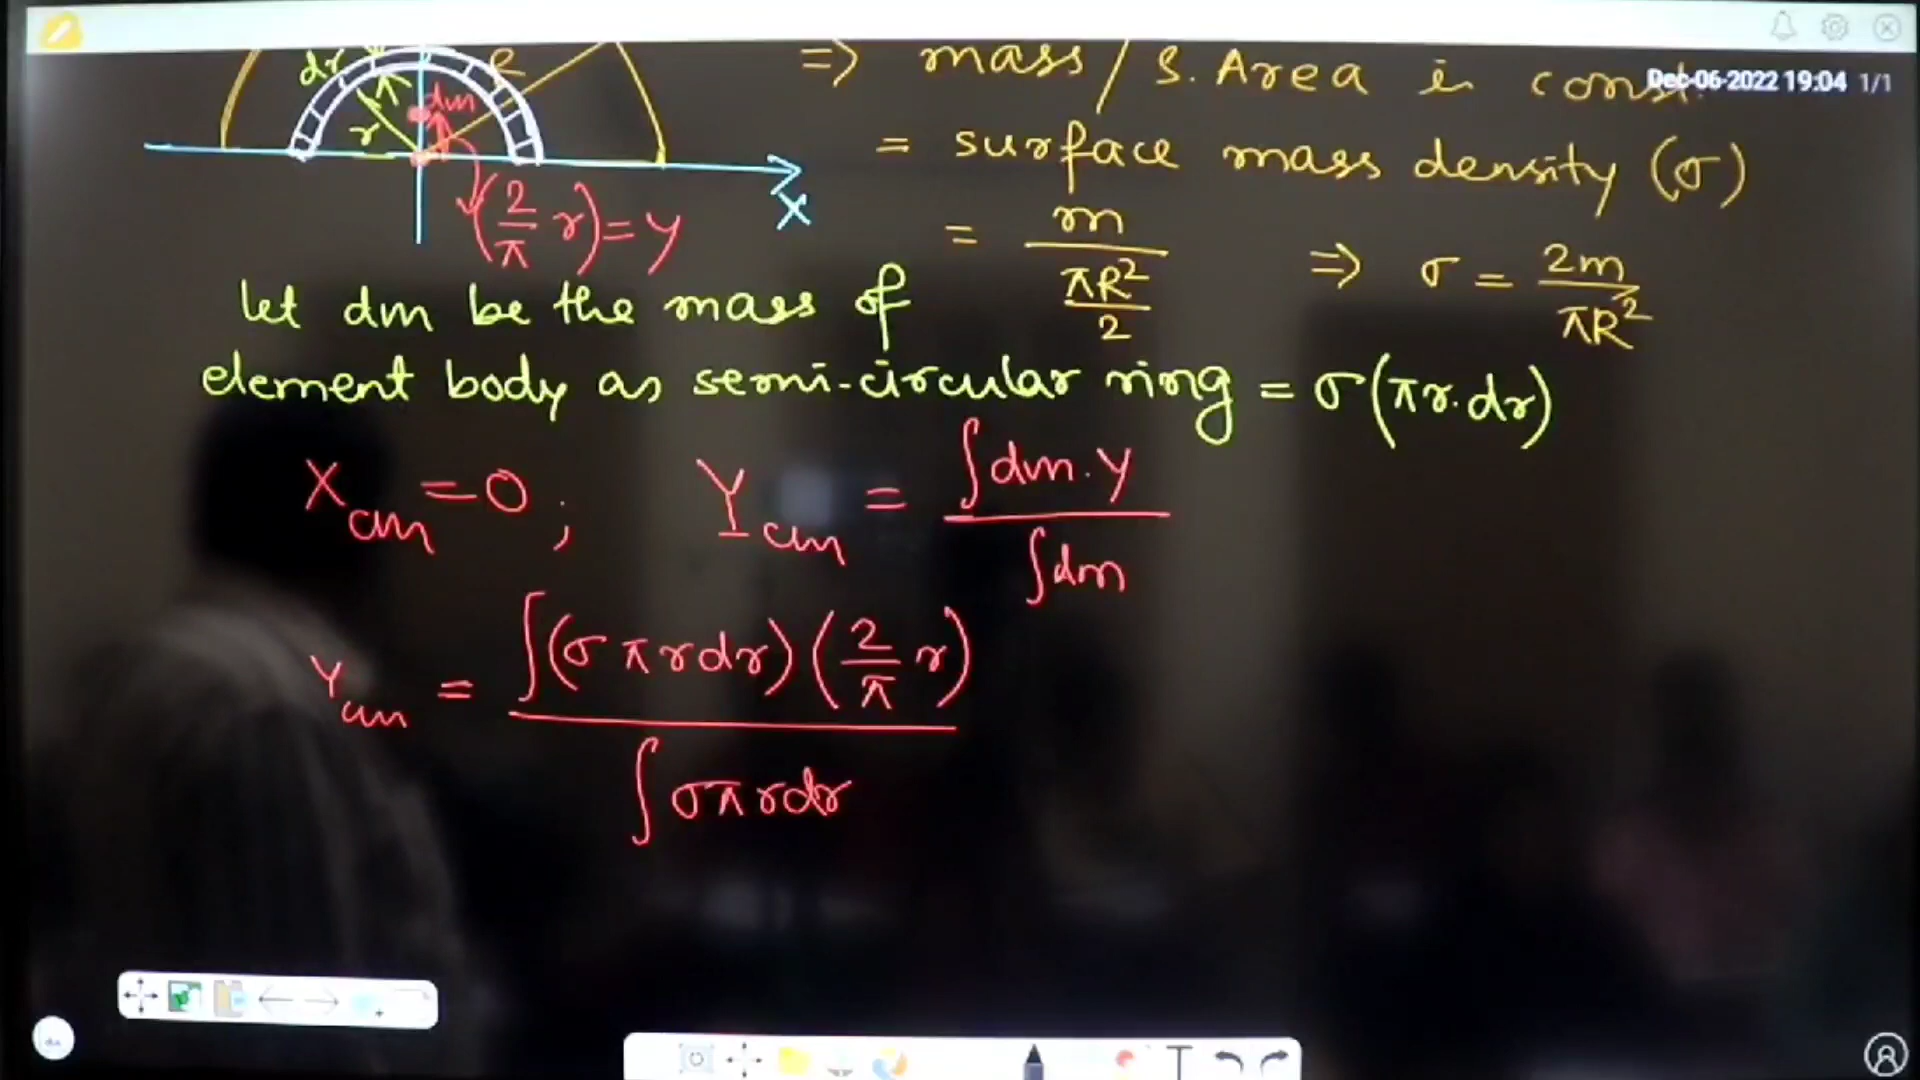 dr
R
dm
r
X
(2/π r) = y
⇒ mass / S. Area is const.
Dec-06-2022 19:04 1/1
= surface mass density (σ)
= m / (πR²/2) ⇒ σ = 2m / πR²
let dm be the mass of
element body as semi-circular ring = σ(πr.dr)
Xcm = 0 ; Ycm = ∫dm.y / ∫dm
Ycm = ∫(σπrdr)(2/π r) / ∫σπrdr